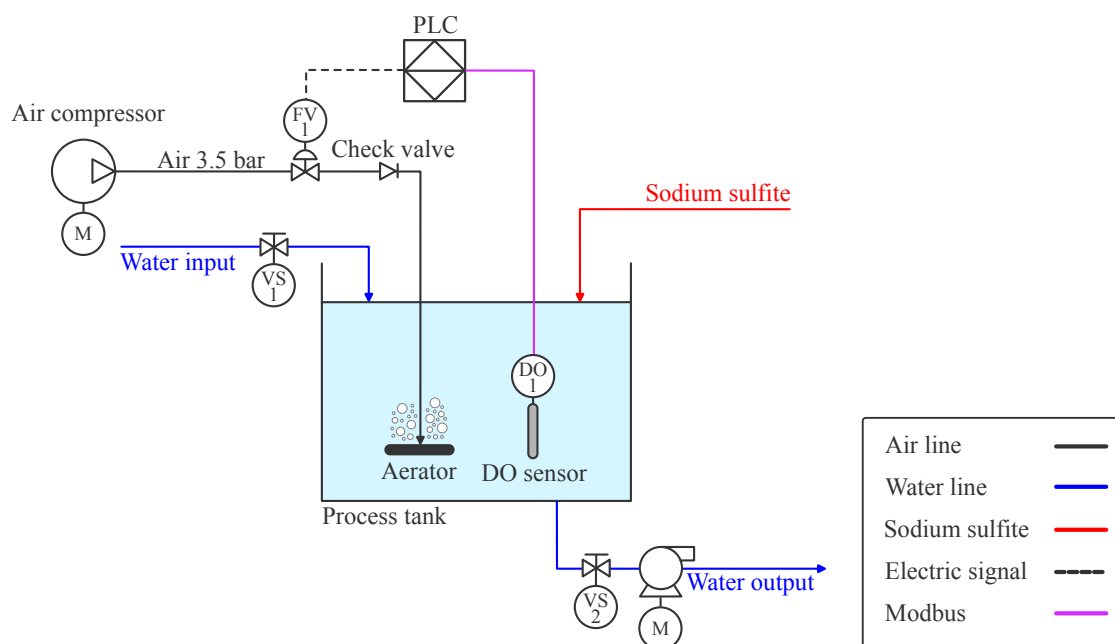 PLC
Air compressor
FV
1
Check valve
Air 3.5 bar
M
Sodium sulfite
Water input
VS
1
DO
1
Aerator
DO sensor
Process tank
Water output
VS
2
M
Air line
Water line
Sodium sulfite
Electric signal
Modbus